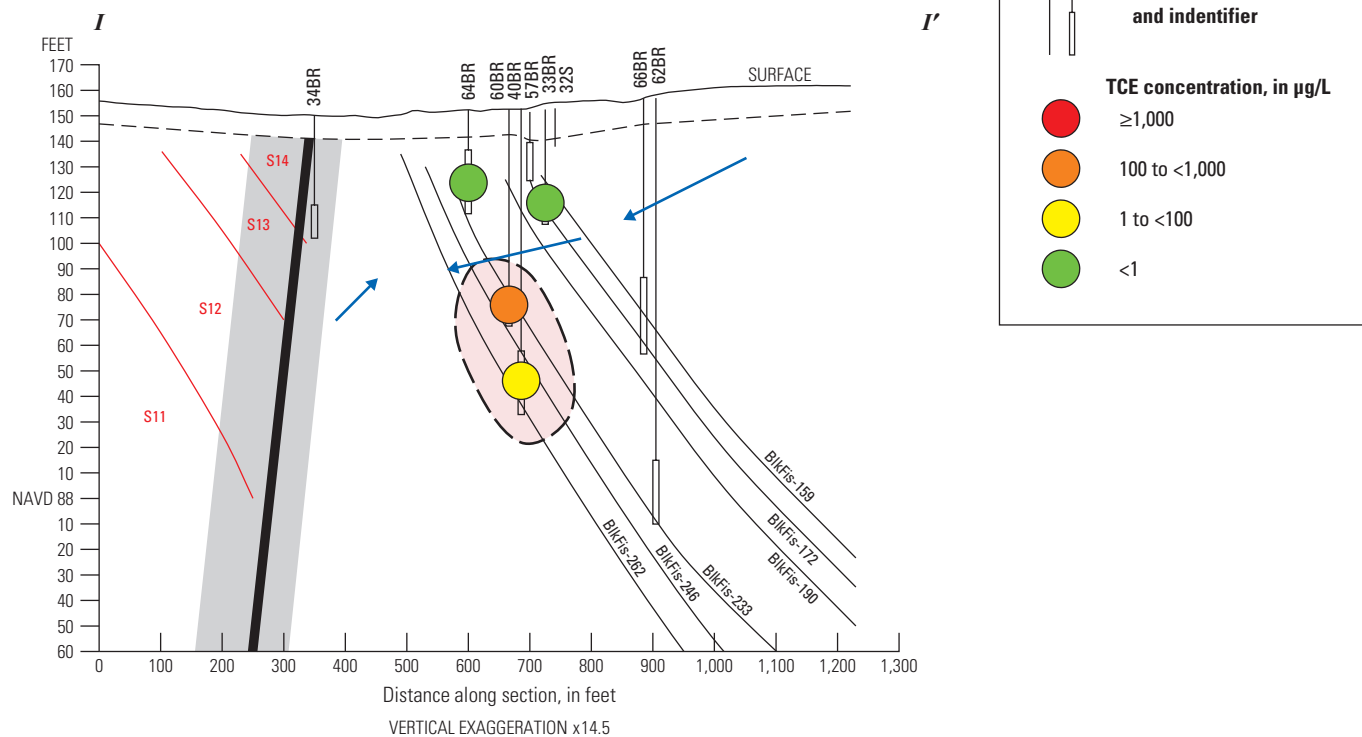 I
I′
FEET
170
160
150
140
130
120
110
100
90
80
70
60
50
40
30
20
10
NAVD 88
10
20
30
40
50
60
34BR
64BR
60BR
40BR
57BR
33BR
32S
66BR
62BR
SURFACE
S14
S13
S12
S11
BlkFis-159
BlkFis-172
BlkFis-190
BlkFis-233
BlkFis-246
BlkFis-262
0 100 200 300 400 500 600 700 800 900 1,000 1,100 1,200 1,300
Distance along section, in feet
VERTICAL EXAGGERATION x14.5
and indentifier
TCE concentration, in µg/L
≥1,000
100 to <1,000
1 to <100
<1